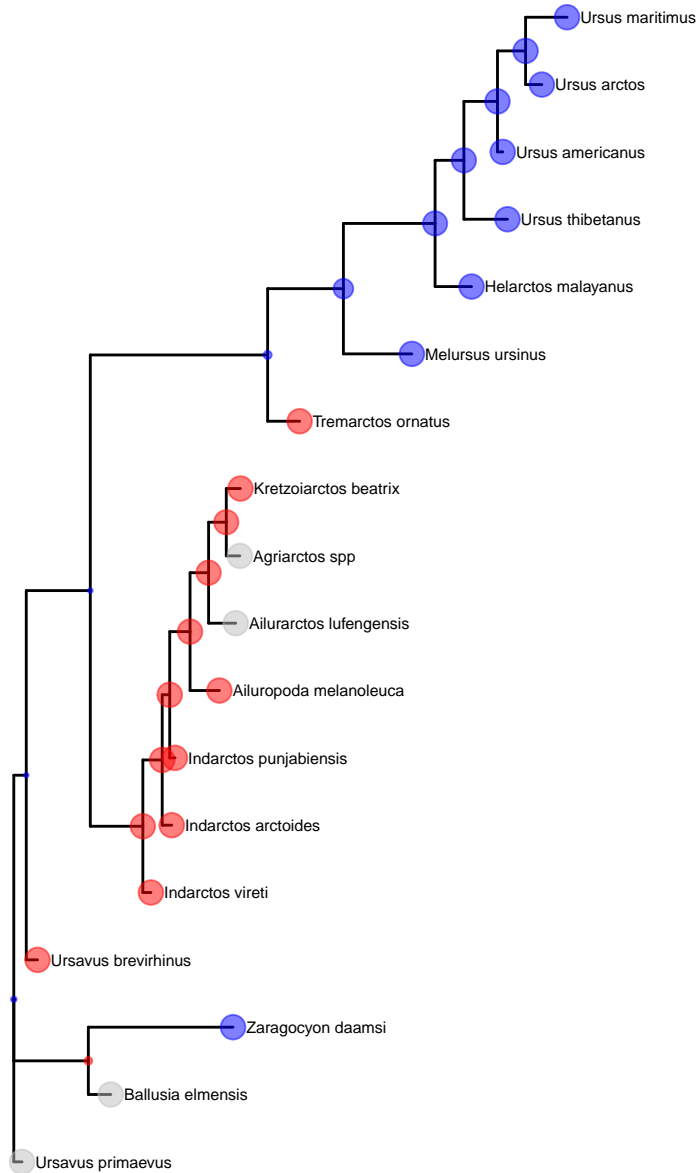 Ursus maritimus
Ursus arctos
Ursus americanus
Ursus thibetanus
Helarctos malayanus
Melursus ursinus
Tremarctos ornatus
Kretzoiarctos beatrix
Agriarctos spp
Ailurarctos lufengensis
Ailuropoda melanoleuca
Indarctos punjabiensis
Indarctos arctoides
Indarctos vireti
Ursavus brevirhinus
Zaragocyon daamsi
Ballusia elmensis
Ursavus primaevus